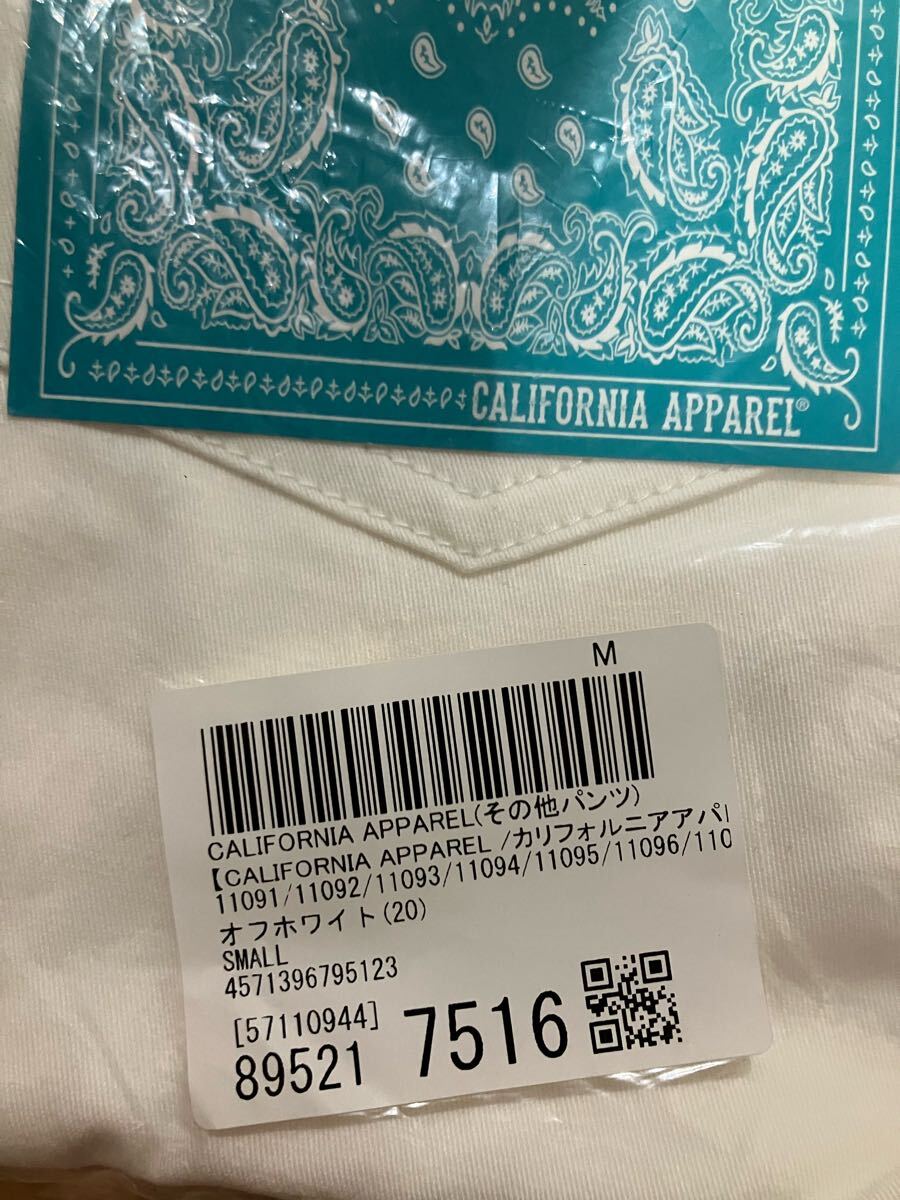 CALIFORNIA APPAREL®
M
CALIFORNIA APPAREL(その他パンツ)
【CALIFORNIA APPAREL /カリフォルニアアパ
11091/11092/11093/11094/11095/11096/110
オフホワイト(20)
SMALL
4571396795123
[57110944]
89521 7516